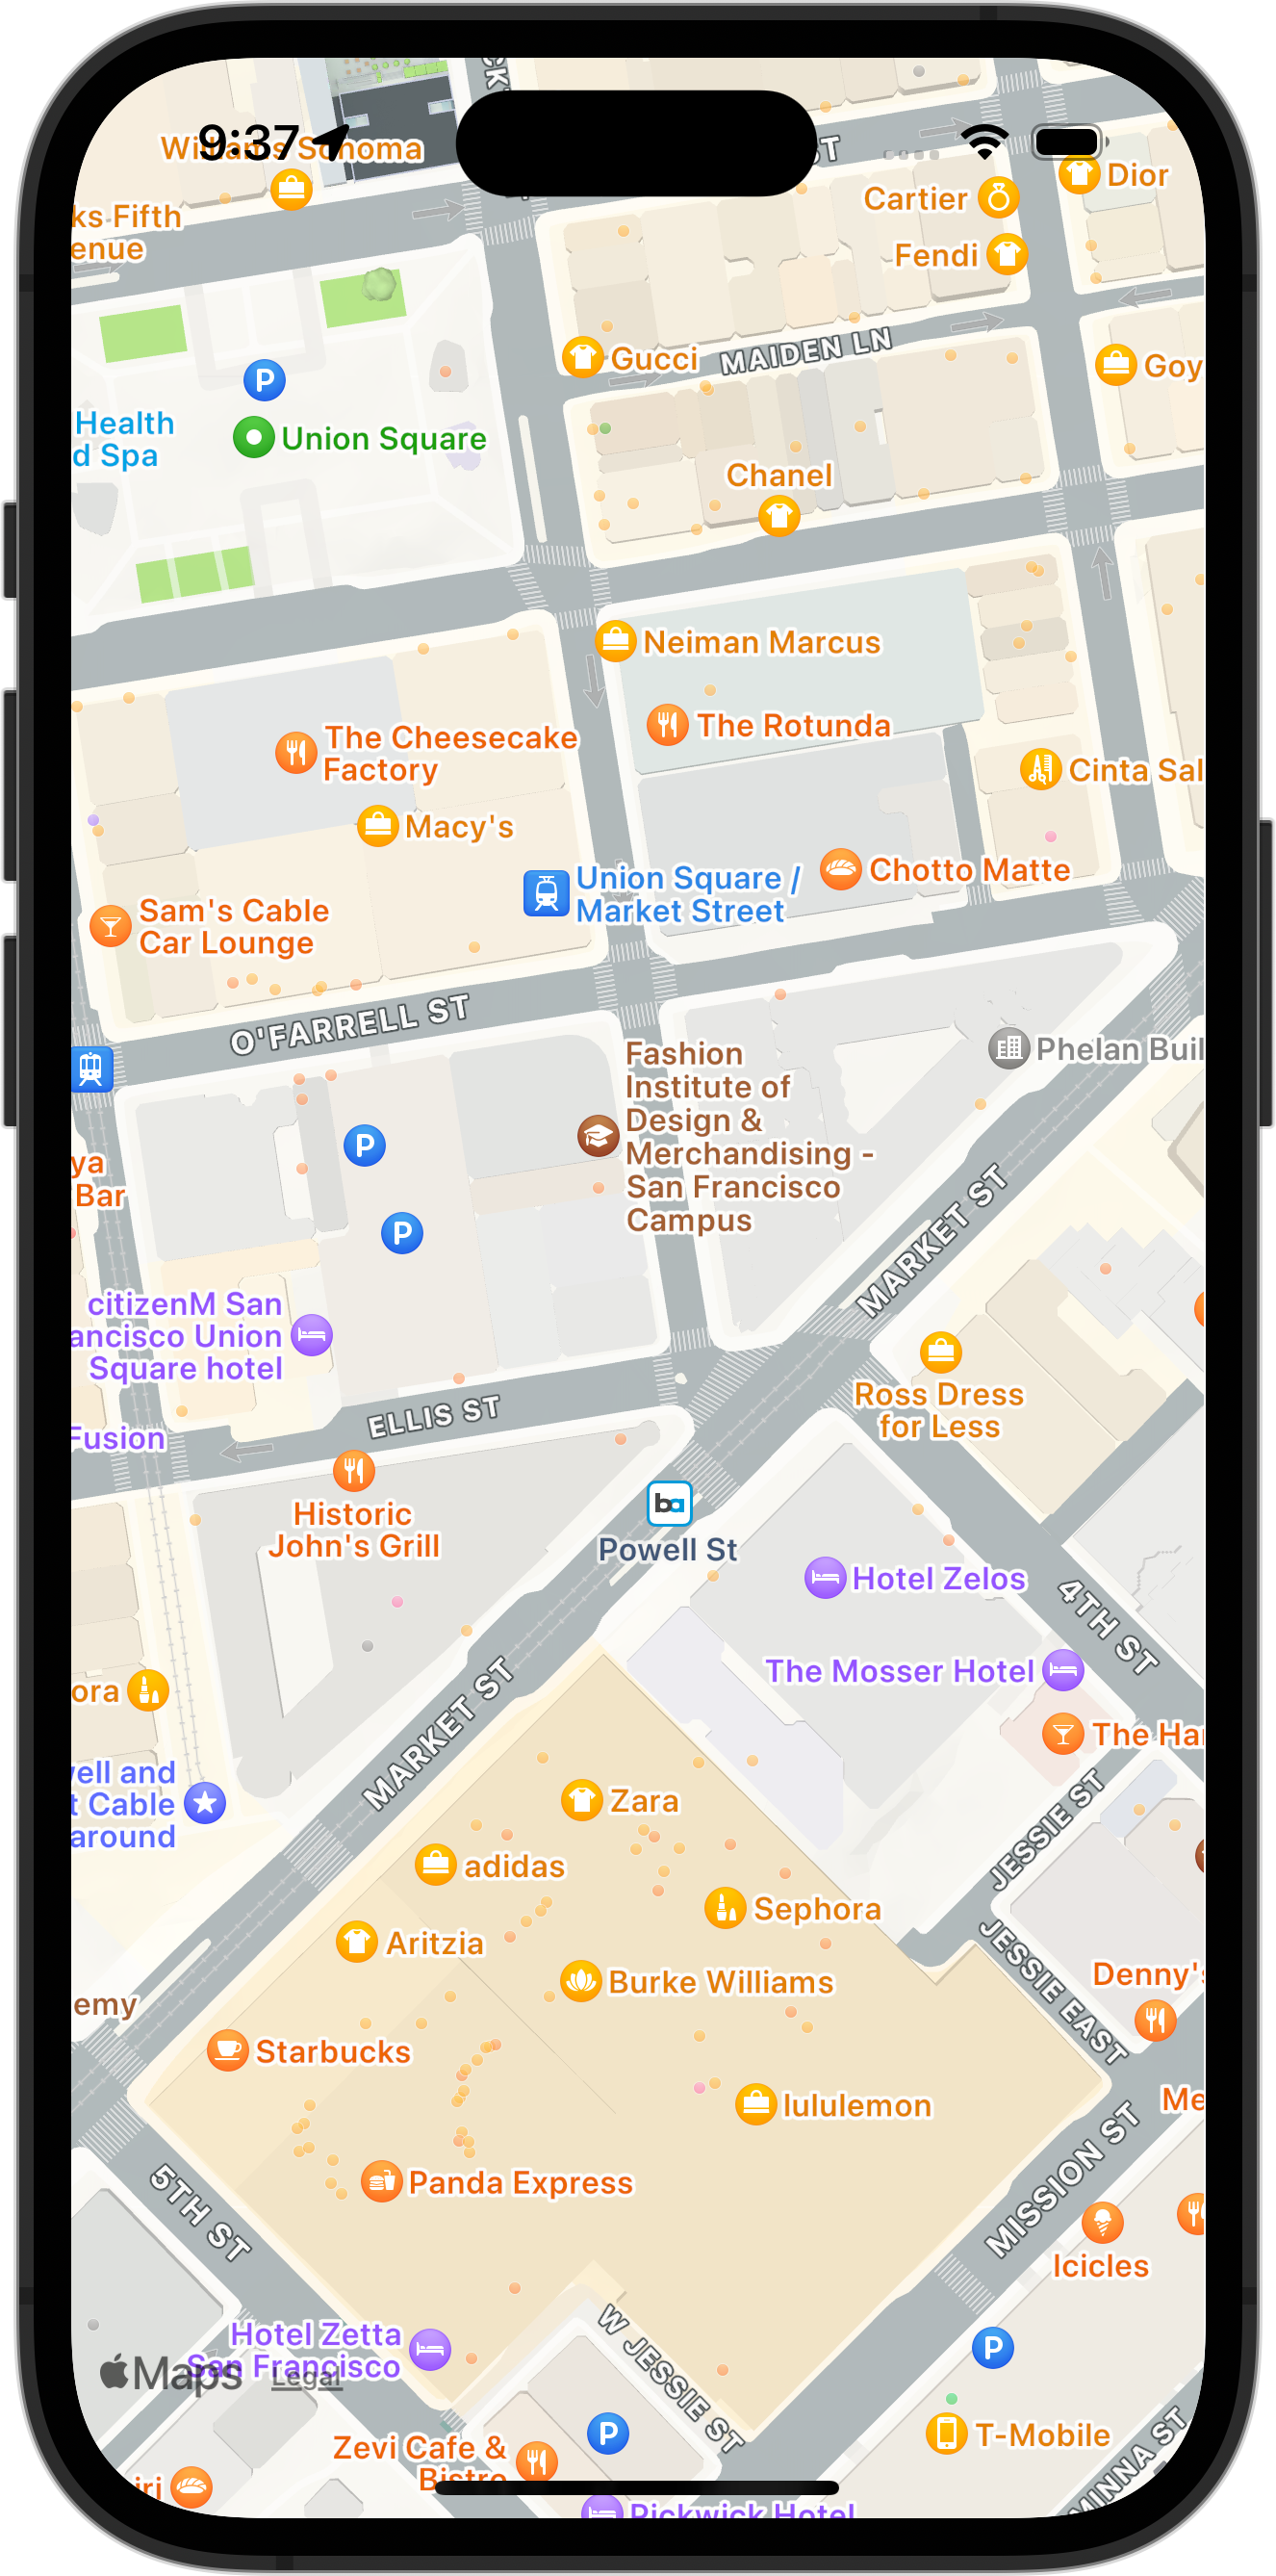 9:37
Williams Sonoma
ks Fifth
enue
Cartier
Dior
Fendi
ST
Gucci
MAIDEN LN
Goy
Health
d Spa
Union Square
Chanel
Neiman Marcus
The Rotunda
The Cheesecake
Factory
Macy's
Cinta Sal
Union Square /
Market Street
Chotto Matte
Sam's Cable
Car Lounge
O'FARRELL ST
Phelan Buil
Fashion
Institute of
Design &
Merchandising -
San Francisco
Campus
ya
Bar
MARKET ST
citizenM San
ancisco Union
Square hotel
Ross Dress
for Less
ELLIS ST
Fusion
Historic
John's Grill
ba
Powell St
Hotel Zelos
4TH ST
The Mosser Hotel
ora
The Har
MARKET ST
vell and
t Cable
around
Zara
JESSIE ST
adidas
Sephora
Aritzia
Burke Williams
JESSIE EAST
Denny's
emy
Starbucks
lululemon
Me
Panda Express
5TH ST
MISSION ST
Icicles
Hotel Zetta
San Francisco
Maps
Legal
W JESSIE ST
Zevi Cafe &
Bistro
T-Mobile
MINNA ST
iri
Pickwick Hotel
P
P
P
P
P